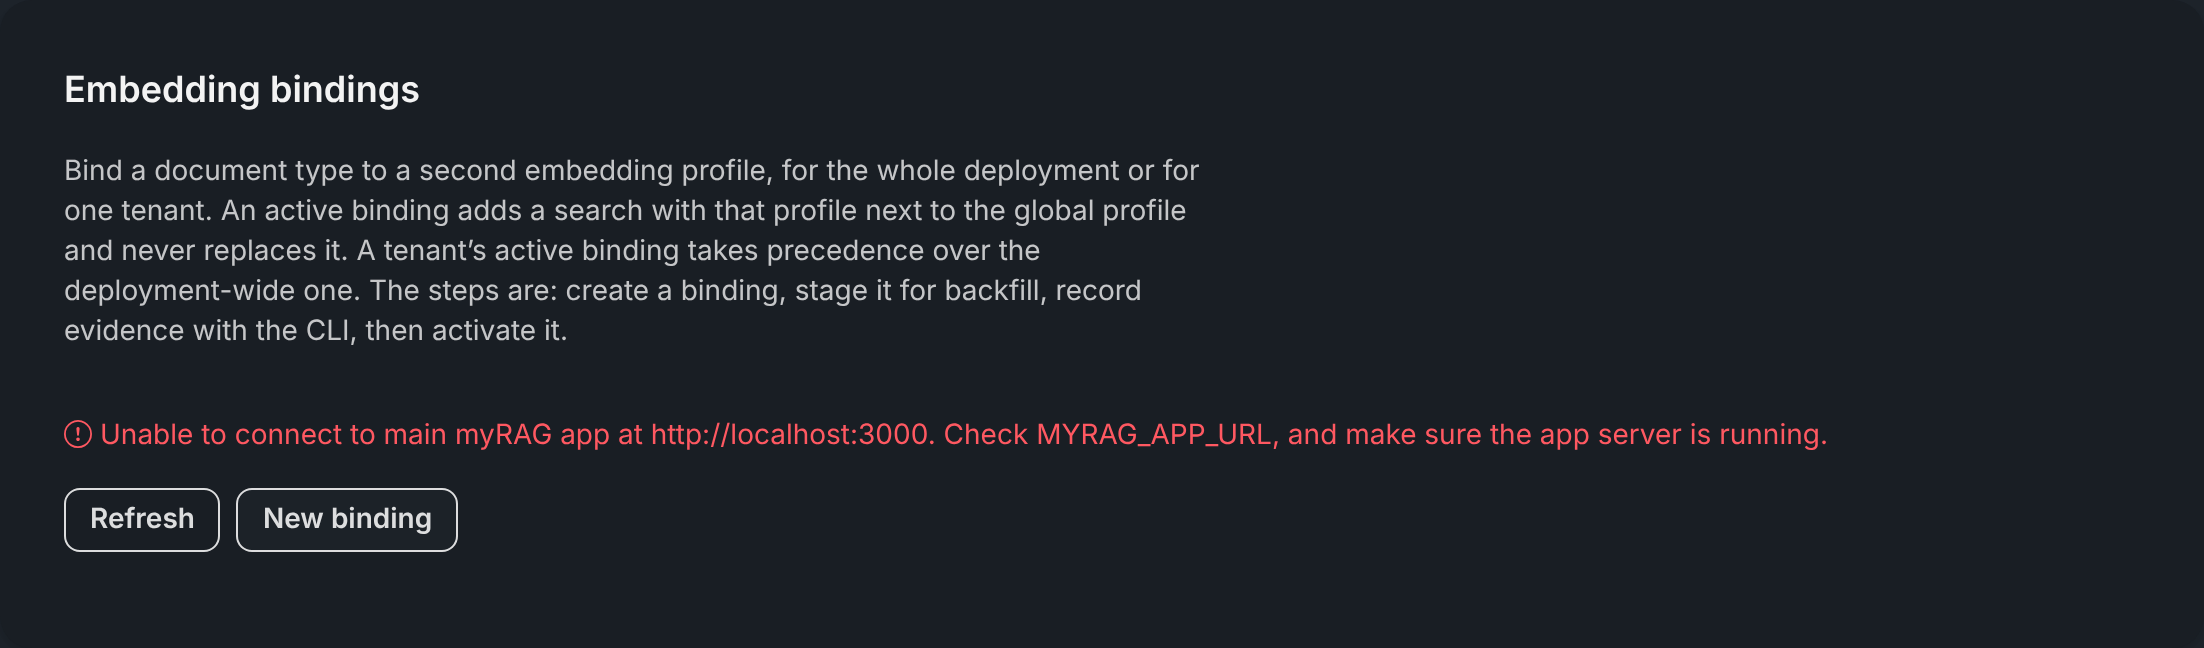 Embedding bindings
Bind a document type to a second embedding profile, for the whole deployment or for
one tenant. An active binding adds a search with that profile next to the global profile
and never replaces it. A tenant’s active binding takes precedence over the
deployment-wide one. The steps are: create a binding, stage it for backfill, record
evidence with the CLI, then activate it.
Unable to connect to main myRAG app at http://localhost:3000. Check MYRAG_APP_URL, and make sure the app server is running.
Refresh
New binding